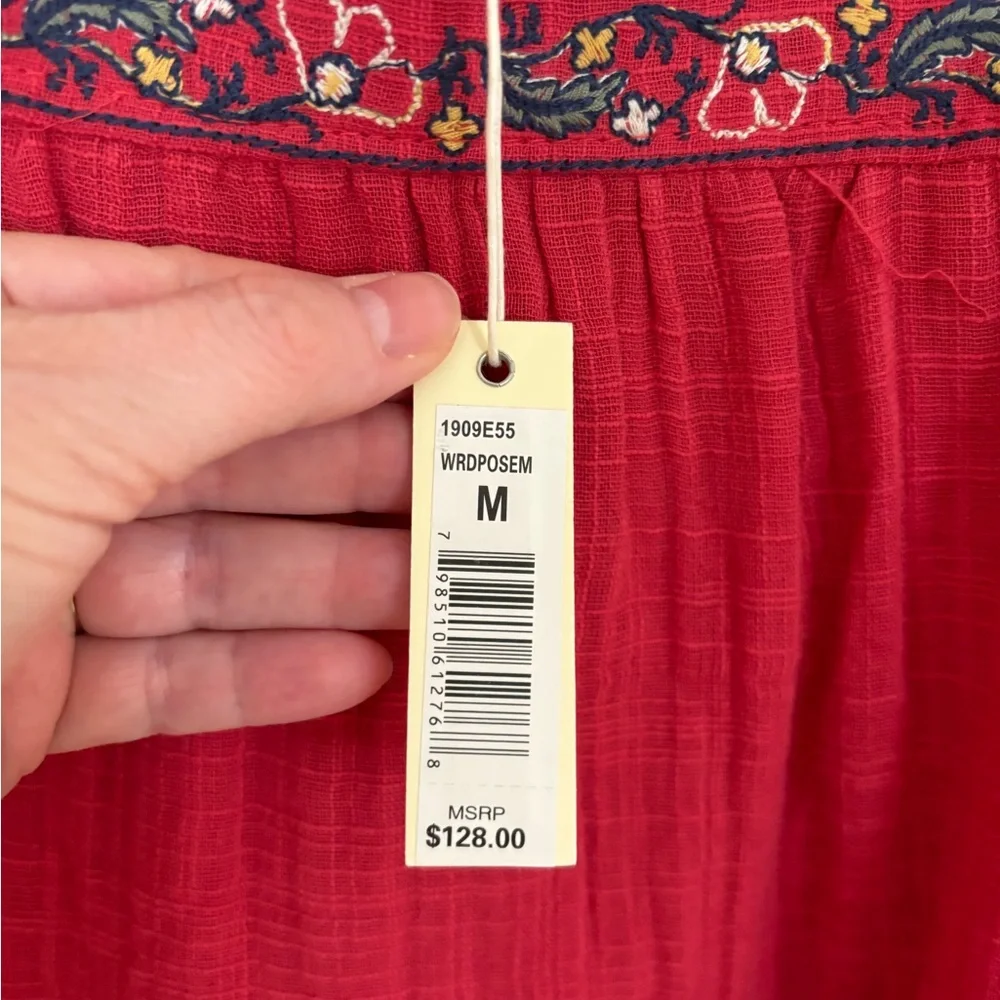 1909E55
WRDPOSEM
M
7 98510 61276 8
MSRP
$128.00